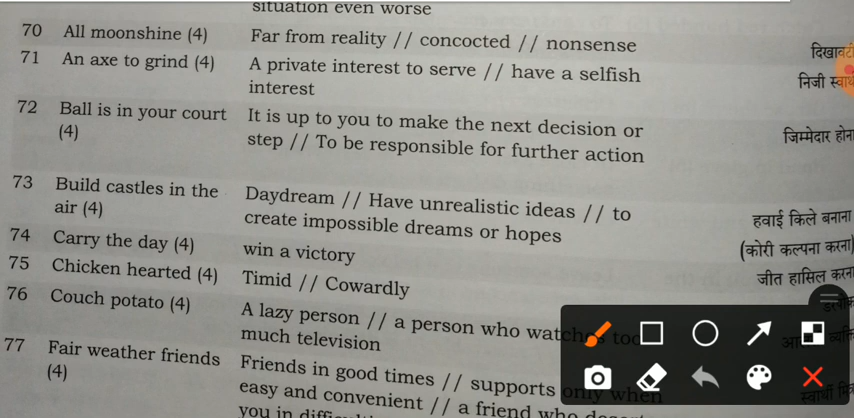 situation even worse
70 All moonshine (4) Far from reality // concocted // nonsense
71 An axe to grind (4) A private interest to serve // have a selfish निजी
interest
72 Ball is in your court It is up to you to make the next decision or
(4) step // To be responsible for further action जिम्मेदार
73 Build castles in the Daydream // Have unrealistic ideas // to हवाई किले बनाना
air (4) create impossible dreams or hopes (कोरी कल्पना करना)
74 Carry the day (4) win a victory जीत हासिल करना
75 Chicken hearted (4) Timid // Cowardly
76 Couch potato (4) A lazy person // a person who watches too
much television
77 Fair weather friends Friends in good times // supports only when
(4) easy and convenient // a friend who
you in